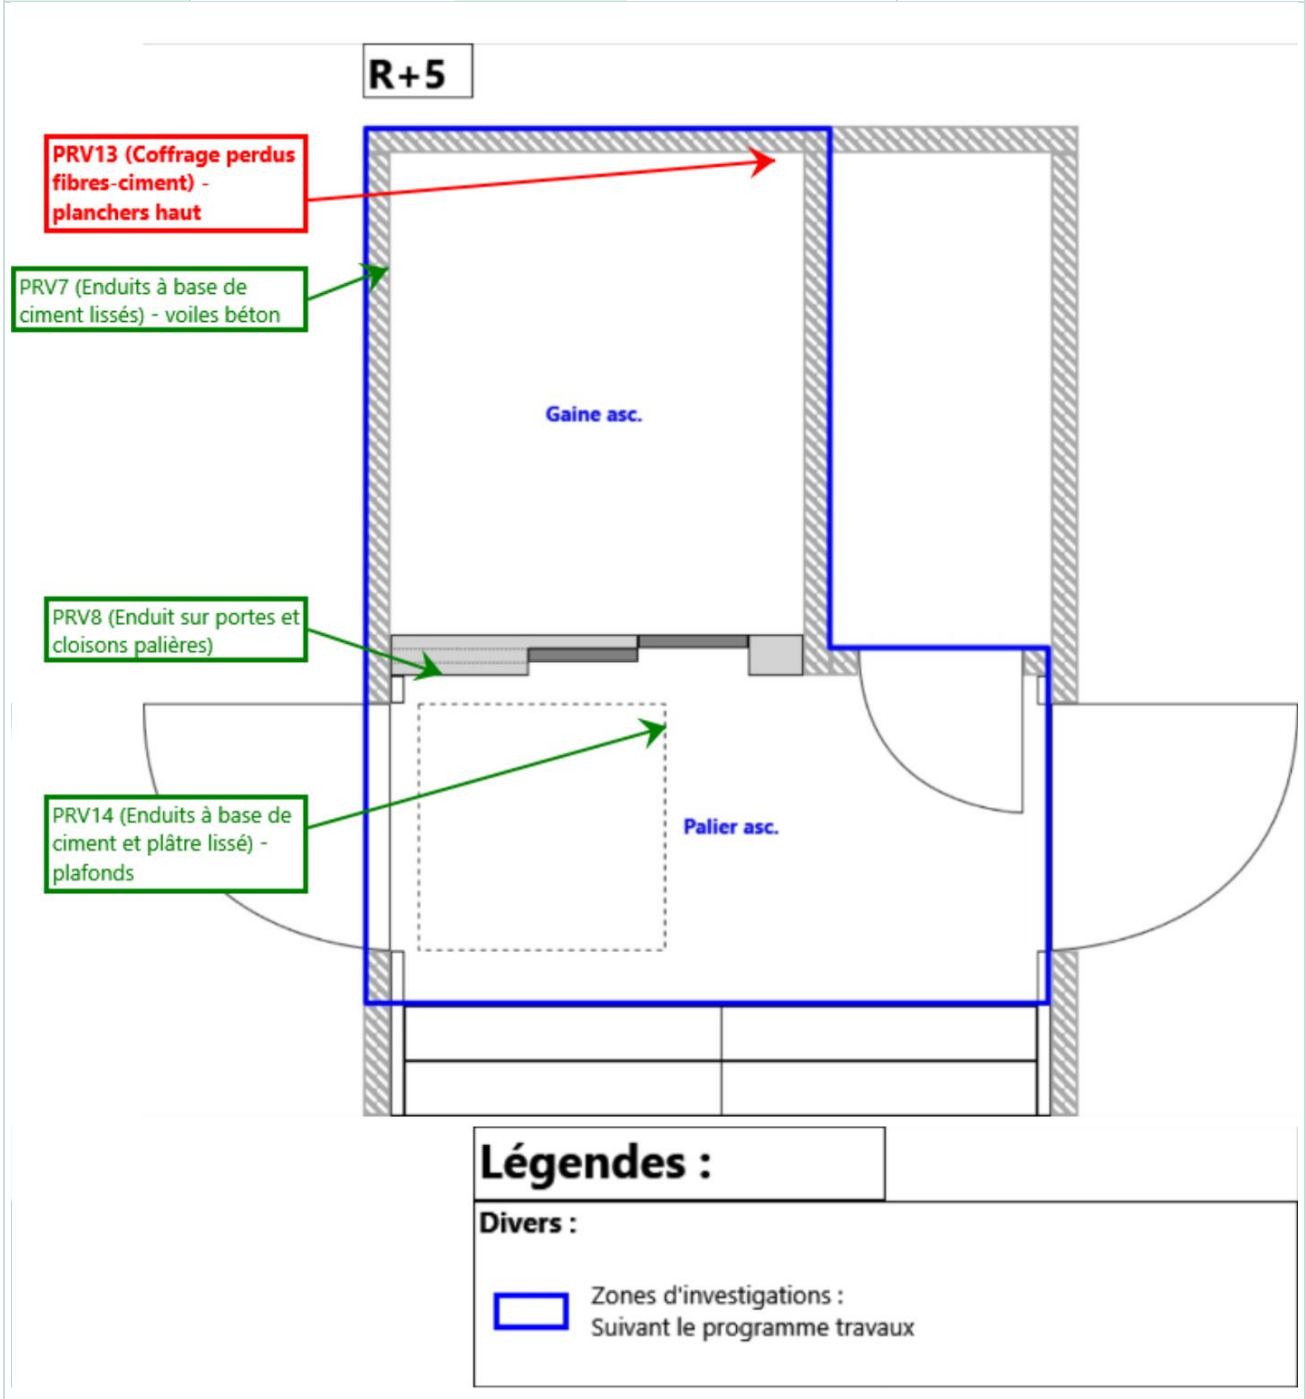 R+5
PRV13 (Coffrage perdus
fibres-ciment) -
planchers haut
PRV7 (Enduits à base de
ciment lissés) - voiles béton
Gaine asc.
PRV8 (Enduit sur portes et
cloisons palières)
PRV14 (Enduits à base de
ciment et plâtre lissé) -
plafonds
Palier asc.
Légendes :
Divers :
Zones d'investigations :
Suivant le programme travaux